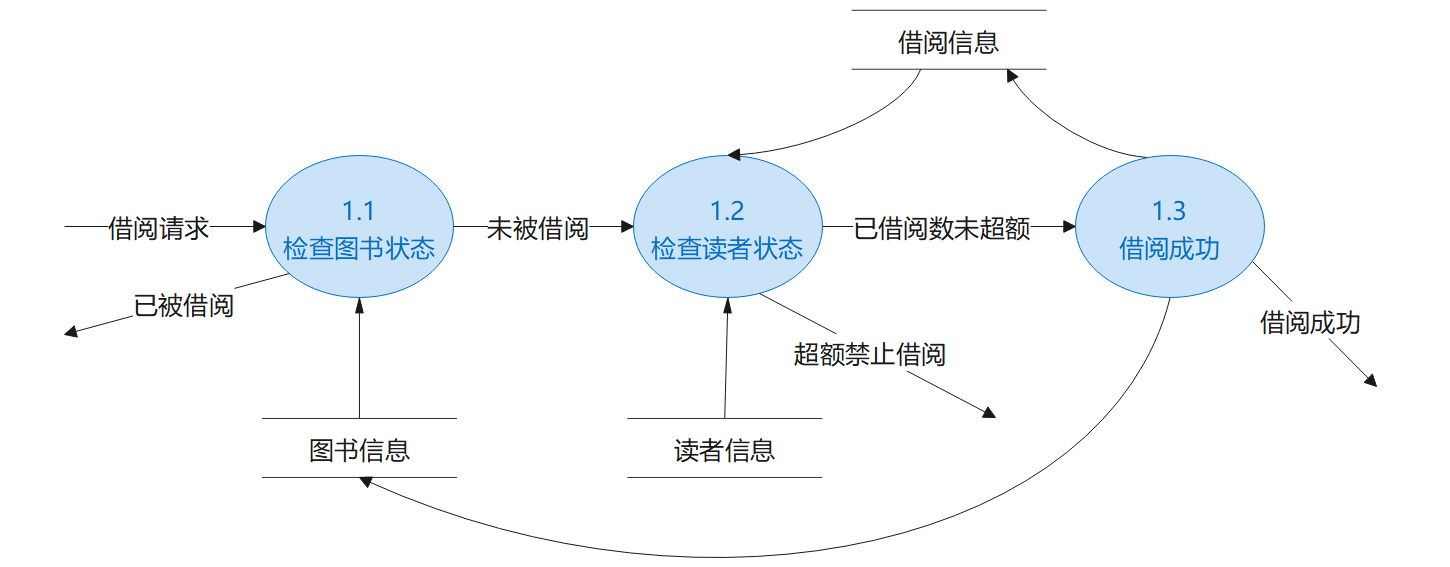 借阅信息
1.1
检查图书状态
1.2
检查读者状态
1.3
借阅成功
借阅请求
未被借阅
已借阅数未超额
已被借阅
借阅成功
超额禁止借阅
图书信息
读者信息